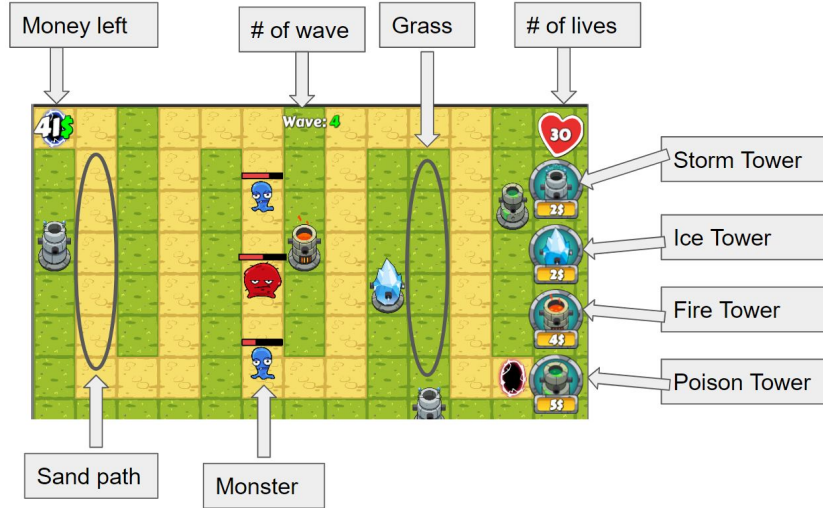 Money left
# of wave
Grass
# of lives
41$
Wave: 4
30
Storm Tower
2$
Ice Tower
2$
Fire Tower
4$
Poison Tower
5$
Sand path
Monster